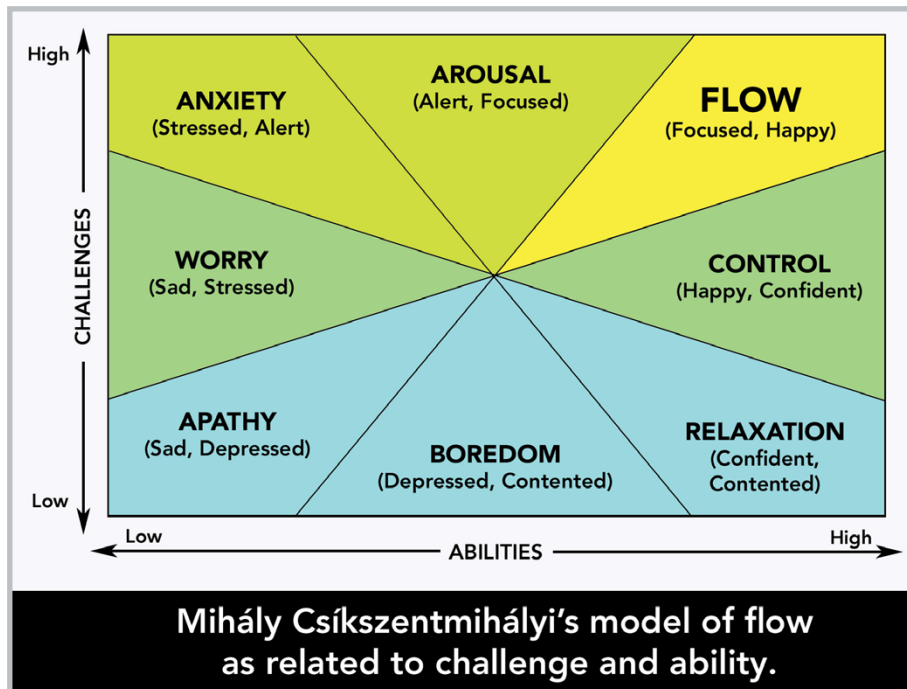 High
ANXIETY
(Stressed, Alert)
AROUSAL
(Alert, Focused)
FLOW
(Focused, Happy)
CHALLENGES
WORRY
(Sad, Stressed)
CONTROL
(Happy, Confident)
APATHY
(Sad, Depressed)
BOREDOM
(Depressed, Contented)
RELAXATION
(Confident,
Contented)
Low
Low
ABILITIES
High
Mihály Csíkszentmihályi’s model of flow
as related to challenge and ability.